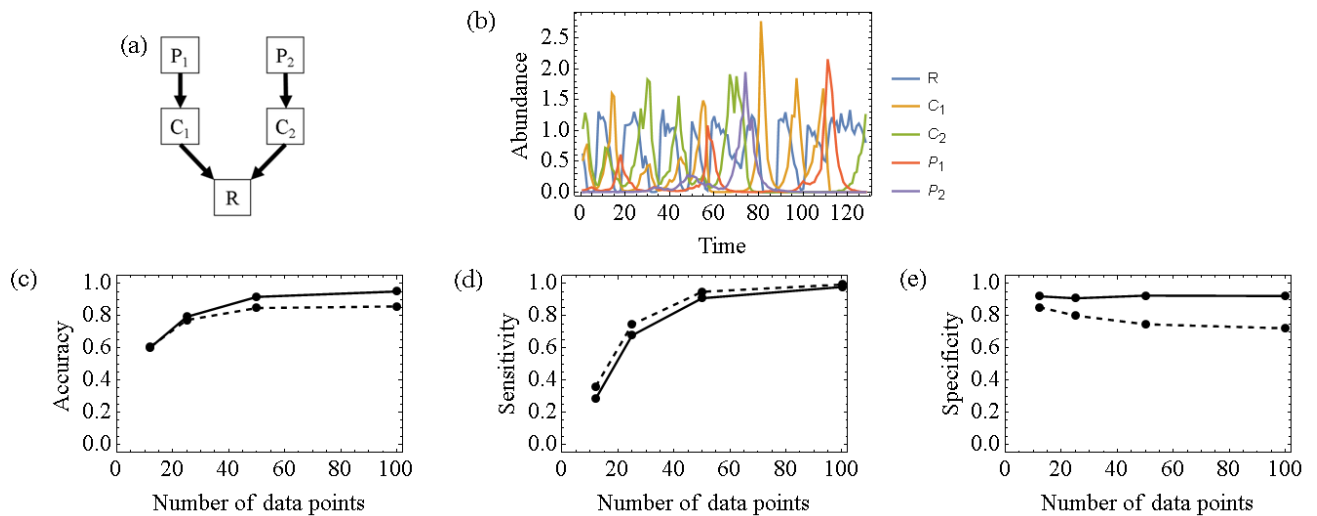 (a)
P1 P2
C1 C2
R
(b)
Abundance
2.5
2.0
1.5
1.0
0.5
0.0
0 20 40 60 80 100 120
Time
R
C1
C2
P1
P2
(c)
Accuracy
1.0
0.8
0.6
0.4
0.2
0.0
0 20 40 60 80 100
Number of data points
(d)
Sensitivity
1.0
0.8
0.6
0.4
0.2
0.0
0 20 40 60 80 100
Number of data points
(e)
Specificity
1.0
0.8
0.6
0.4
0.2
0.0
0 20 40 60 80 100
Number of data points